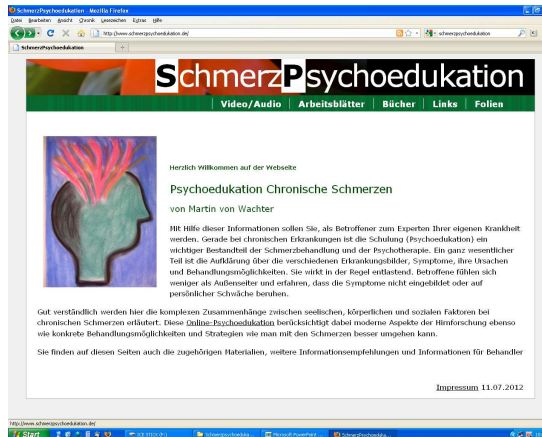 SchmerzPsychoedukation - Mozilla Firefox
Datei Bearbeiten Ansicht Chronik Lesezeichen Extras Hilfe
http://www.schmerzpsychoedukation.de/
schmerzpsychoedukation
SchmerzPsychoedukation
SchmerzPsychoedukation
Video/Audio | Arbeitsblätter | Bücher | Links | Folien
Herzlich Willkommen auf der Webseite
Psychoedukation Chronische Schmerzen
von Martin von Wachter
Mit Hilfe dieser Informationen sollen Sie, als Betroffener zum Experten Ihrer eigenen Krankheit
werden. Gerade bei chronischen Erkrankungen ist die Schulung (Psychoedukation) ein
wichtiger Bestandteil der Schmerzbehandlung und der Psychotherapie. Ein ganz wesentlicher
Teil ist die Aufklärung über die verschiedenen Erkrankungsbilder, Symptome, ihre Ursachen
und Behandlungsmöglichkeiten. Sie wirkt in der Regel entlastend. Betroffene fühlen sich
weniger als Außenseiter und erfahren, dass die Symptome nicht eingebildet oder auf
persönlicher Schwäche beruhen.
Gut verständlich werden hier die komplexen Zusammenhänge zwischen seelischen, körperlichen und sozialen Faktoren bei
chronischen Schmerzen erläutert. Diese Online-Psychoedukation berücksichtigt dabei moderne Aspekte der Hirnforschung ebenso
wie konkrete Behandlungsmöglichkeiten und Strategien wie man mit den Schmerzen besser umgehen kann.
Sie finden auf diesen Seiten auch die zugehörigen Materialien, weitere Informationsempfehlungen und Informationen für Behandler
Impressum 11.07.2012
http://www.schmerzpsychoedukation.de/
Start ICE STICK (F:) Schmerzpsychoeduka... Microsoft PowerPoint ... SchmerzPsychoeduka...